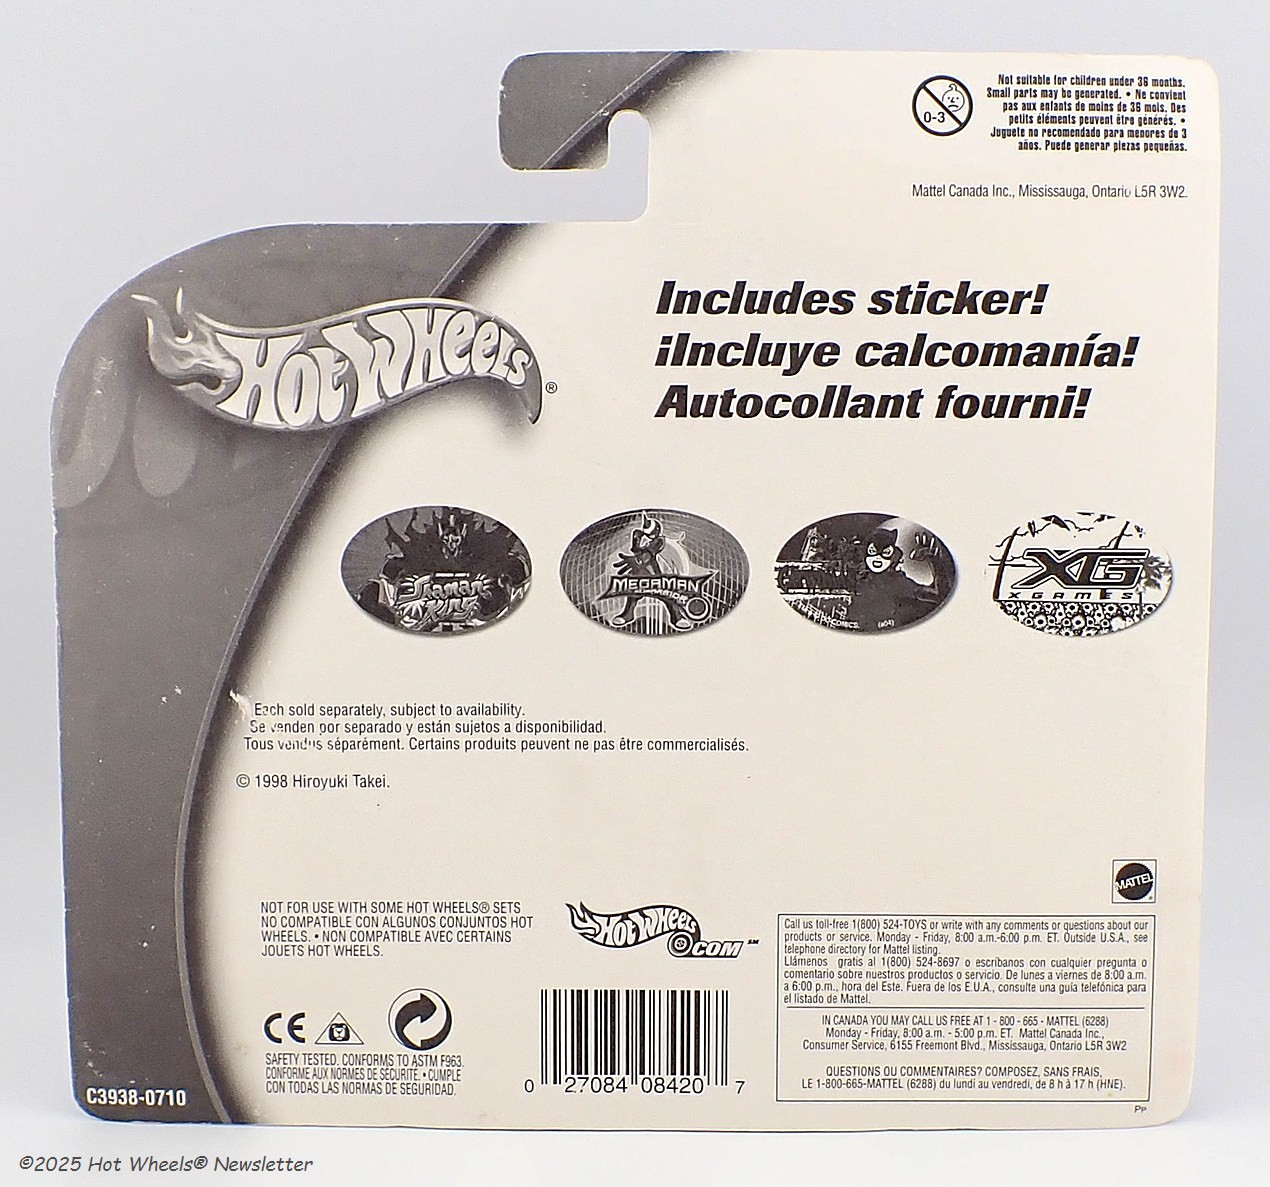 Not suitable for children under 36 months.
Small parts may be generated. • Ne convient
pas aux enfants de moins de 36 mois. Des
petits éléments peuvent être générés. •
Juguete no recomendado para menores de 3
años. Puede generar piezas pequeñas.
0-3
Mattel Canada Inc., Mississauga, Ontario L5R 3W2.
Hot Wheels ®
Includes sticker!
¡Incluye calcomanía!
Autocollant fourni!
Shaman
King
MEGAMAN
XG
X GAMES
Each sold separately, subject to availability.
Se venden por separado y están sujetos a disponibilidad.
Tous vendus séparément. Certains produits peuvent ne pas être commercialisés.
© 1998 Hiroyuki Takei.
MATTEL
NOT FOR USE WITH SOME HOT WHEELS® SETS
NO COMPATIBLE CON ALGUNOS CONJUNTOS HOT
WHEELS. • NON COMPATIBLE AVEC CERTAINS
JOUETS HOT WHEELS.
Hot Wheels
.COM ™
Call us toll-free 1(800) 524-TOYS or write with any comments or questions about our
products or service. Monday - Friday, 8:00 a.m.-6:00 p.m. ET. Outside U.S.A., see
telephone directory for Mattel listing.
Llámenos gratis al 1(800) 524-8697 o escríbanos con cualquier pregunta o
comentario sobre nuestros productos o servicio. De lunes a viernes de 8:00 a.m.
a 6:00 p.m., hora del Este. Fuera de los E.U.A., consulte una guía telefónica para
el listado de Mattel.
IN CANADA YOU MAY CALL US FREE AT 1 - 800 - 665 - MATTEL (6288)
Monday - Friday, 8:00 a.m. - 5:00 p.m. ET. Mattel Canada Inc.,
Consumer Service, 6155 Freemont Blvd., Mississauga, Ontario L5R 3W2
QUESTIONS OU COMMENTAIRES? COMPOSEZ, SANS FRAIS,
LE 1-800-665-MATTEL (6288) du lundi au vendredi, de 8 h à 17 h (HNE).
CE
SAFETY TESTED. CONFORMS TO ASTM F963.
CONFORME AUX NORMES DE SÉCURITÉ. • CUMPLE
CON TODAS LAS NORMAS DE SEGURIDAD.
0 27084 08420 7
C3938-0710
PP
©2025 Hot Wheels® Newsletter